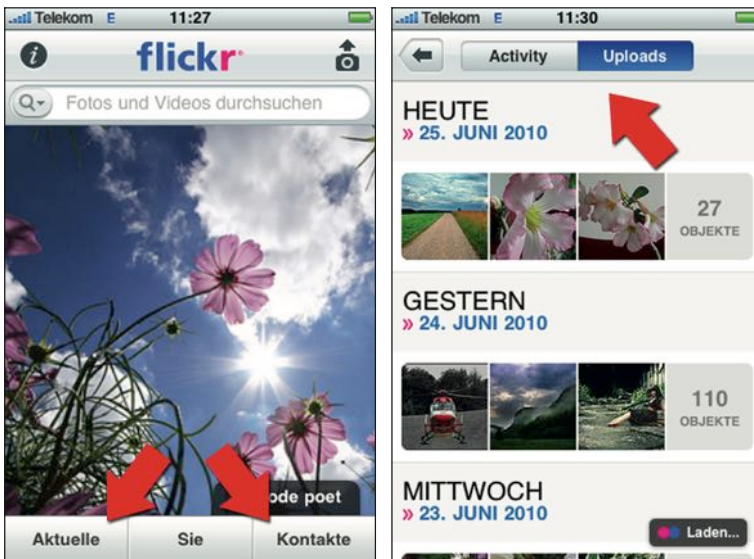 Telekom E 11:27
flickr
Fotos und Videos durchsuchen
ode poet
Aktuelle Sie Kontakte
Telekom E 11:30
Activity Uploads
HEUTE
» 25. JUNI 2010
27
OBJEKTE
GESTERN
» 24. JUNI 2010
110
OBJEKTE
MITTWOCH
» 23. JUNI 2010
Laden...